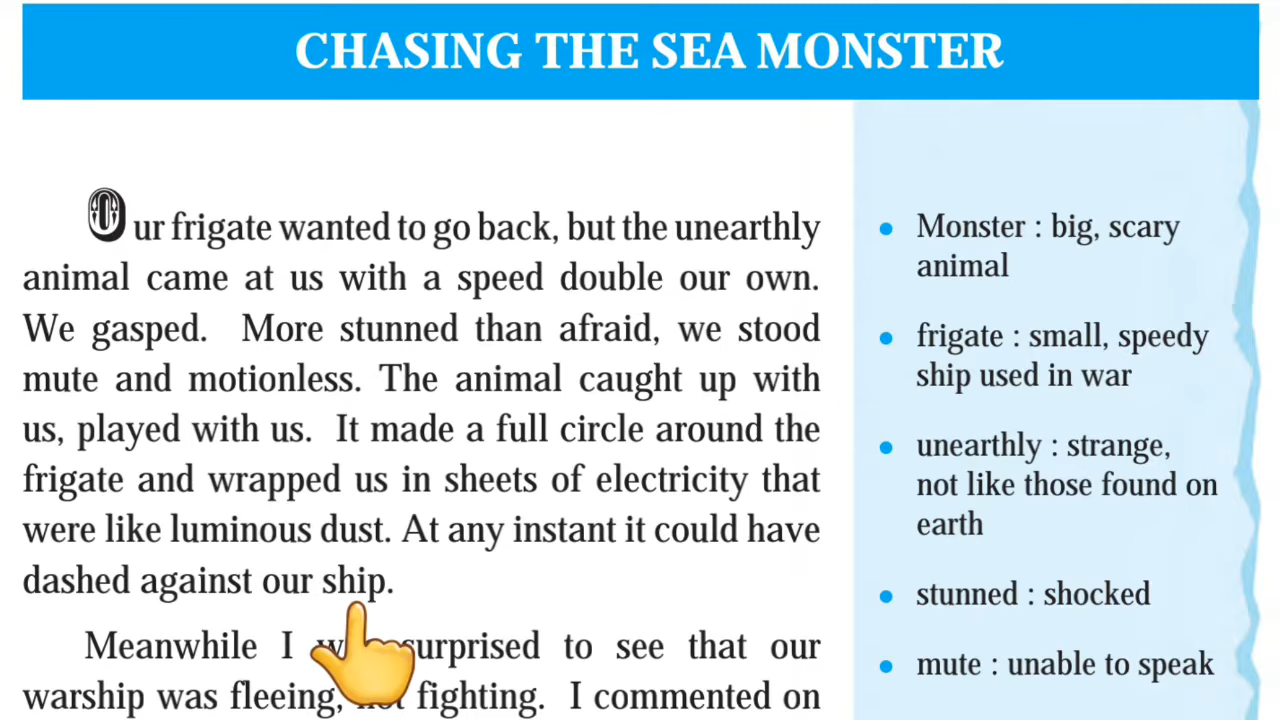 CHASING THE SEA MONSTER
Our frigate wanted to go back, but the unearthly
animal came at us with a speed double our own.
We gasped. More stunned than afraid, we stood
mute and motionless. The animal caught up with
us, played with us. It made a full circle around the
frigate and wrapped us in sheets of electricity that
were like luminous dust. At any instant it could have
dashed against our ship.
Meanwhile I surprised to see that our
warship was fleeing, fighting. I commented on
• Monster : big, scary
animal
• frigate : small, speedy
ship used in war
• unearthly : strange,
not like those found on
earth
• stunned : shocked
• mute : unable to speak